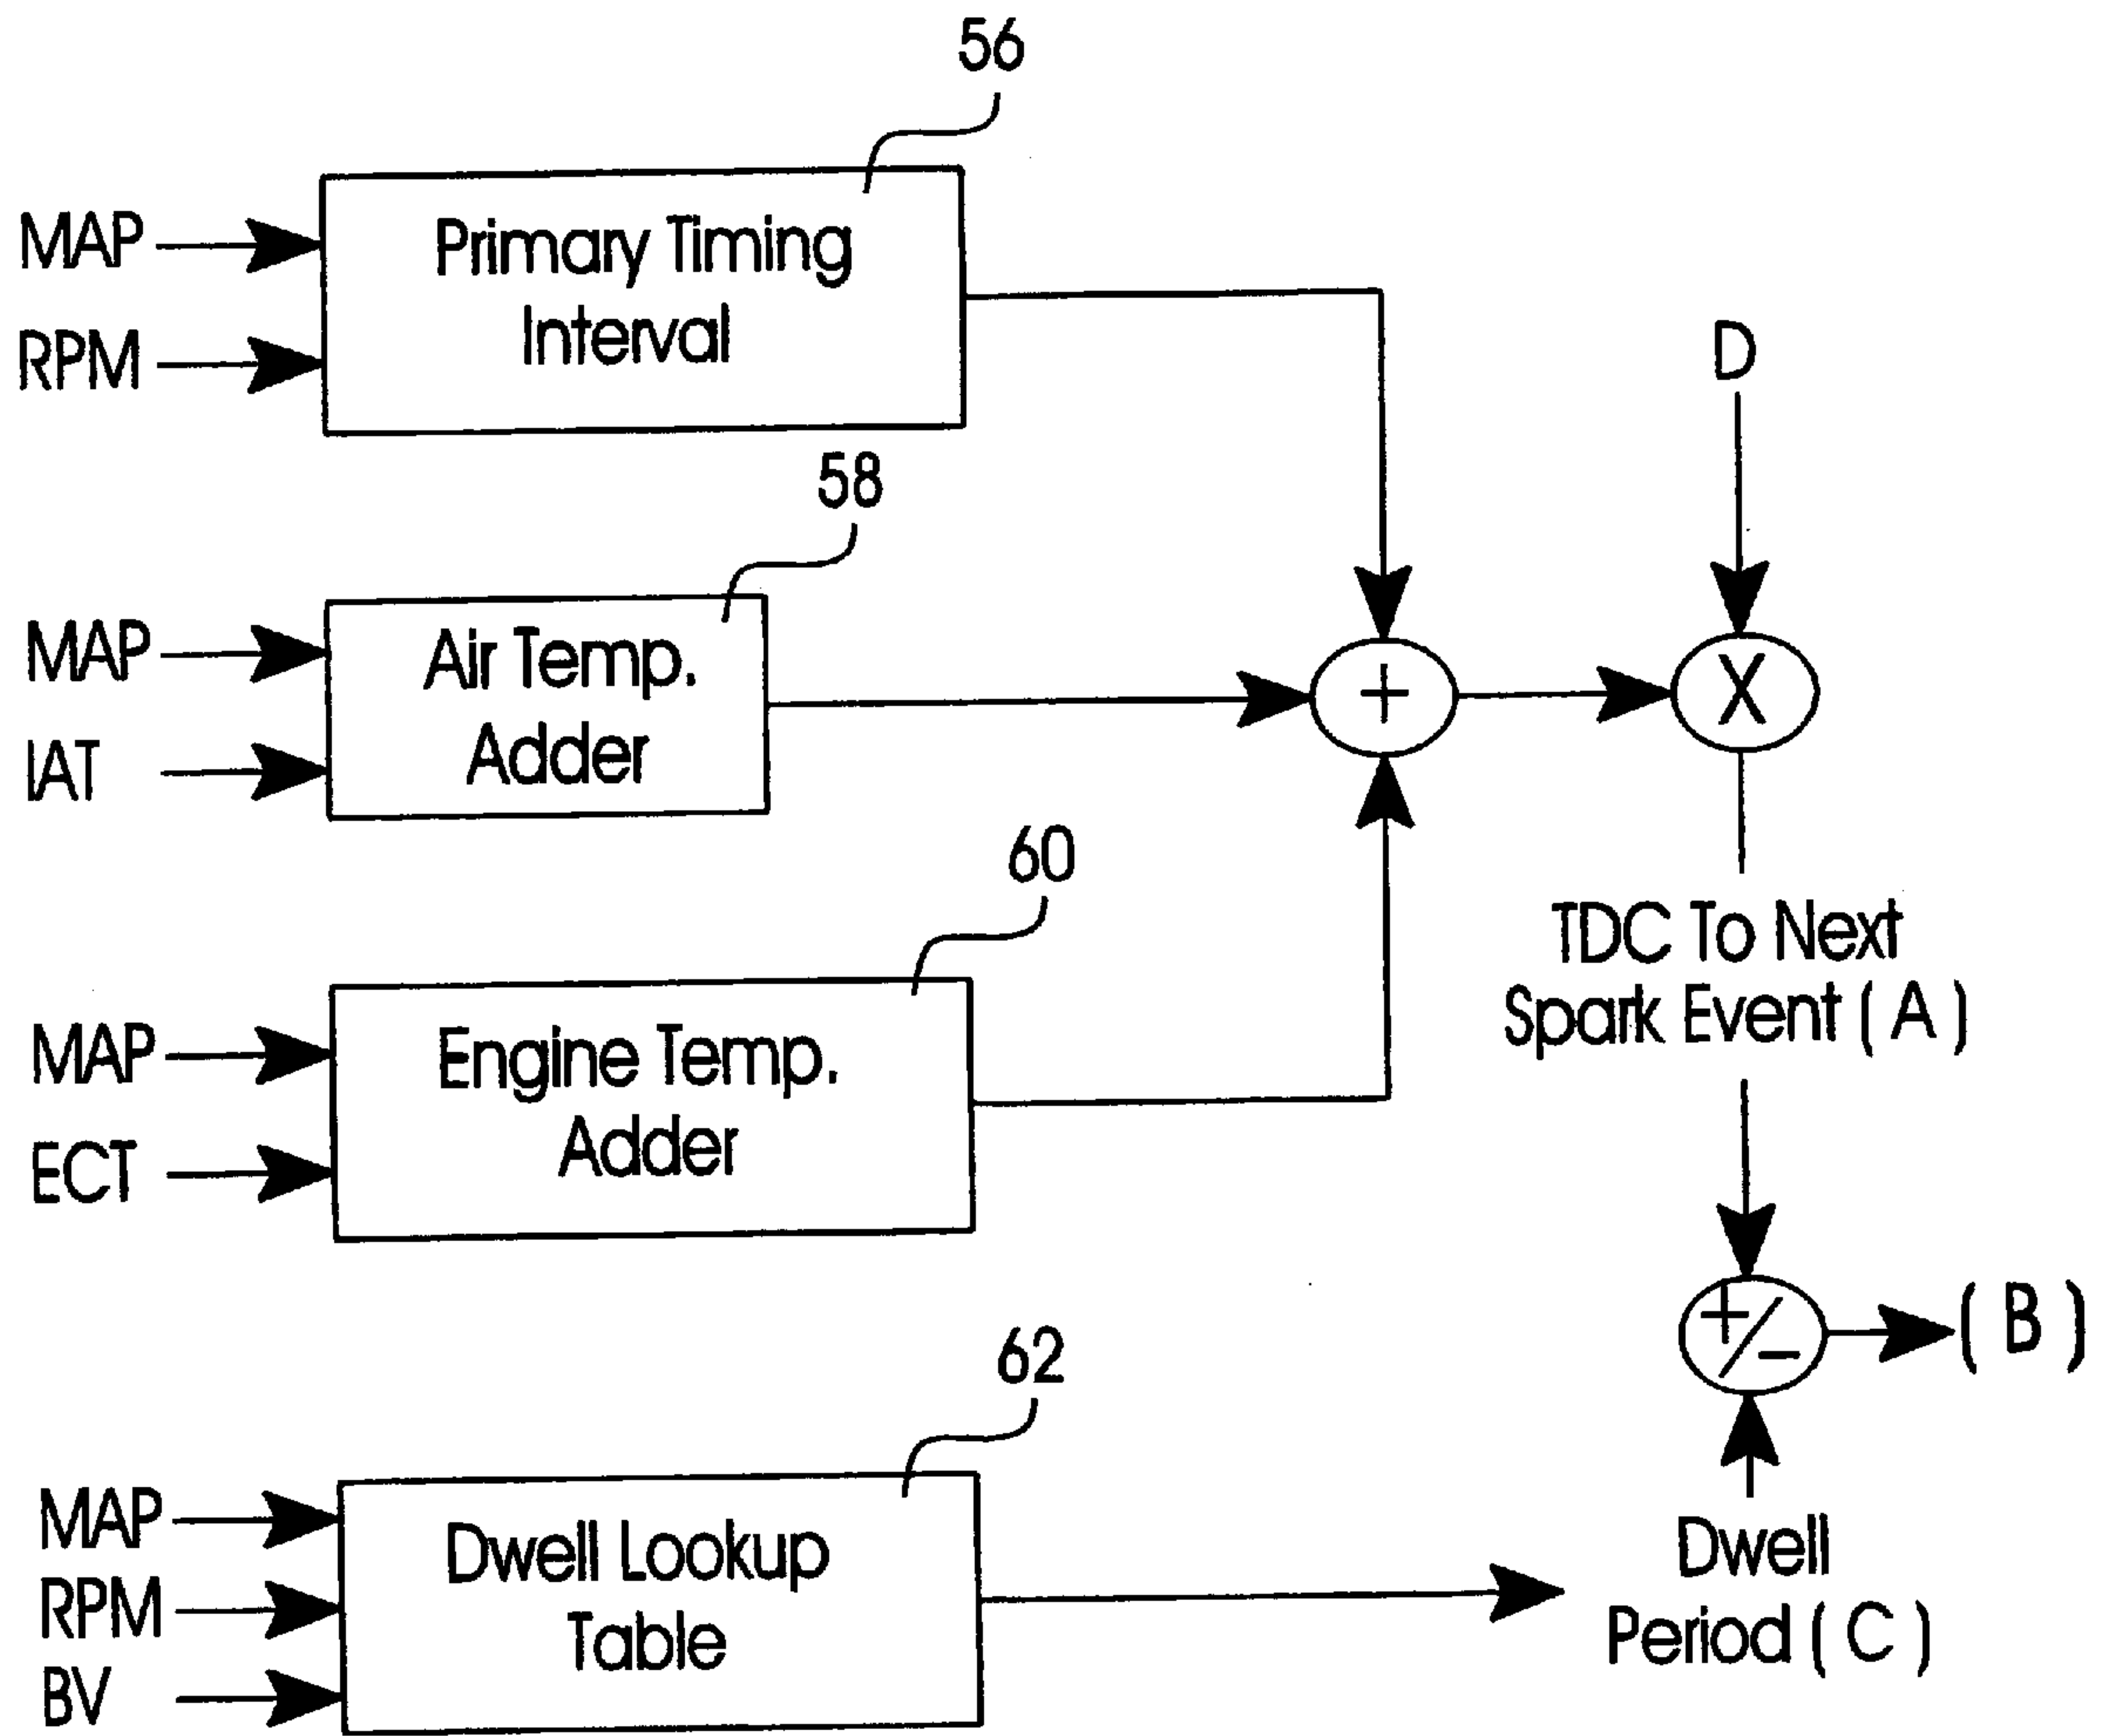 56
MAP
RPM
Primary Timing
Interval
D
58
MAP
IAT
Air Temp.
Adder
+
X
60
MAP
ECT
Engine Temp.
Adder
TDC To Next
Spark Event ( A )
+/-
( B )
62
MAP
RPM
BV
Dwell Lookup
Table
Dwell
Period ( C )